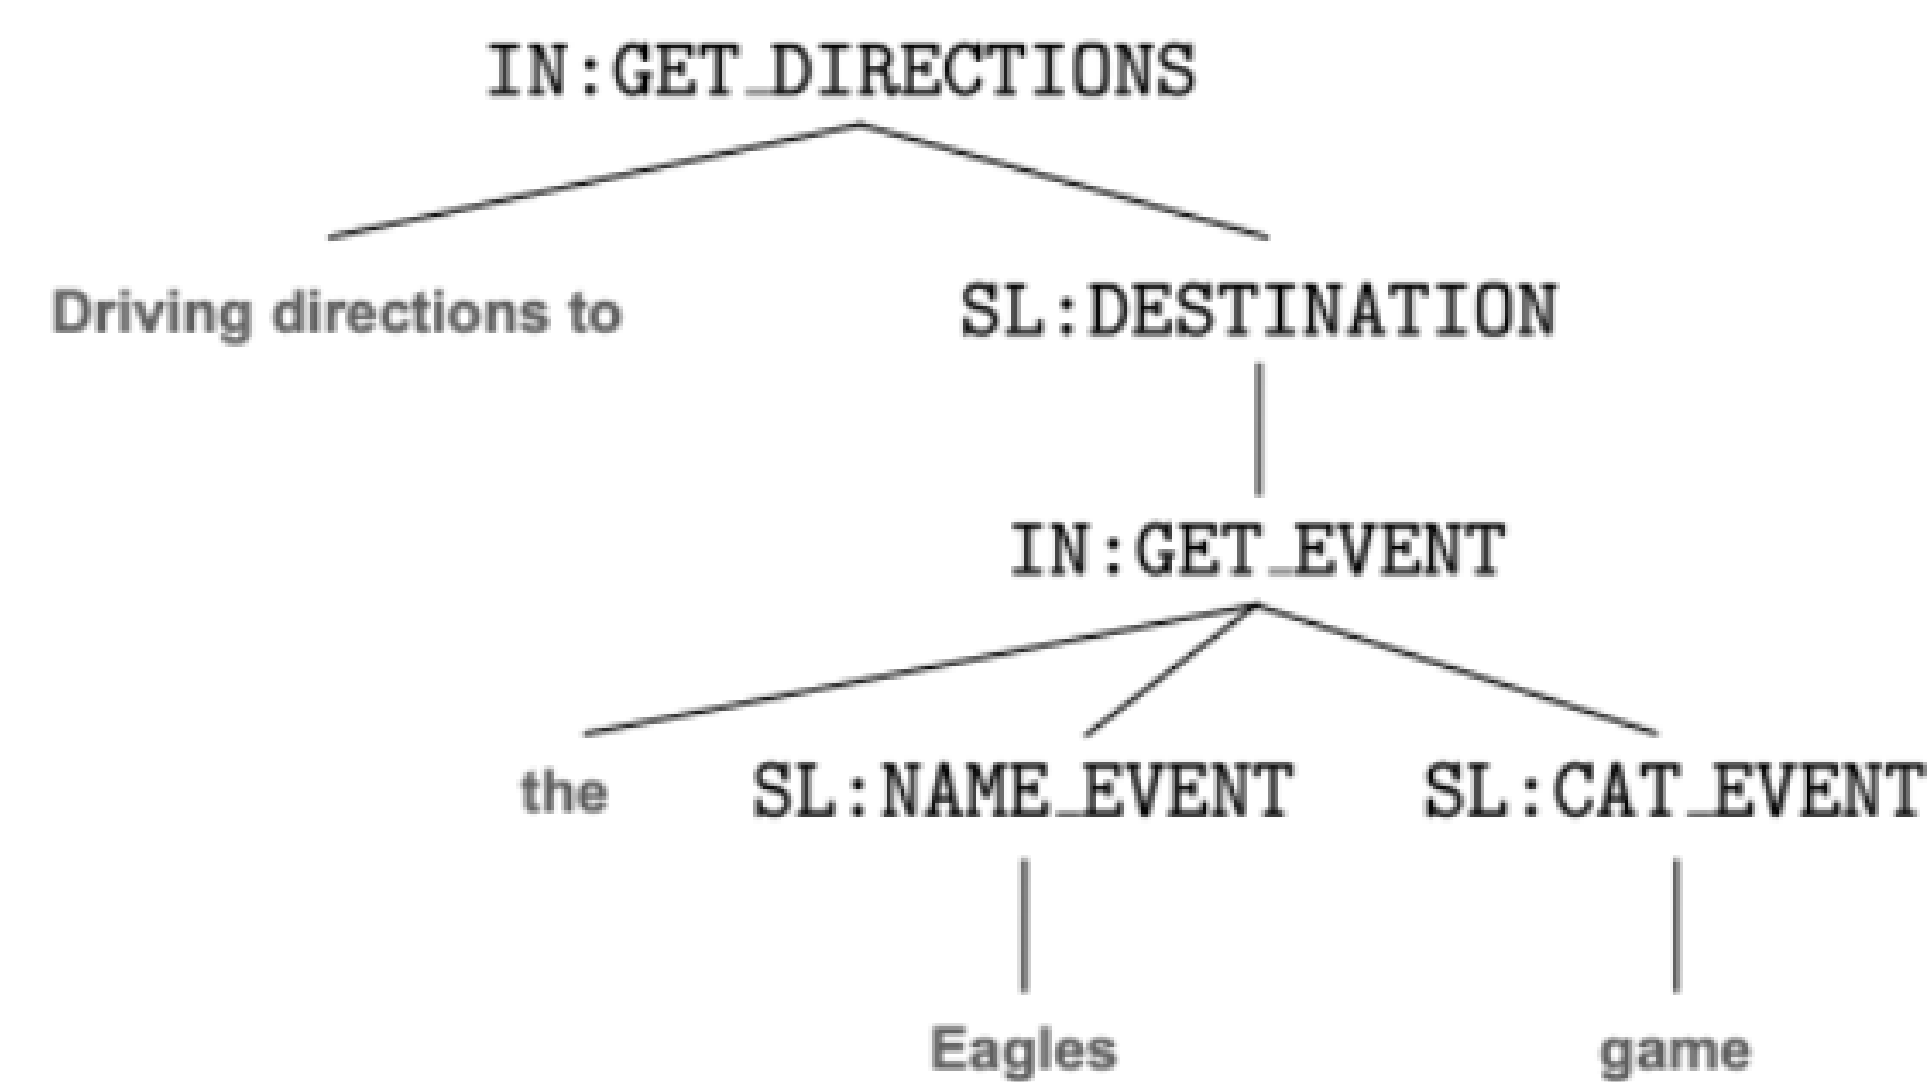 IN:GET_DIRECTIONS
Driving directions to SL:DESTINATION
IN:GET_EVENT
the SL:NAME_EVENT SL:CAT_EVENT
Eagles game